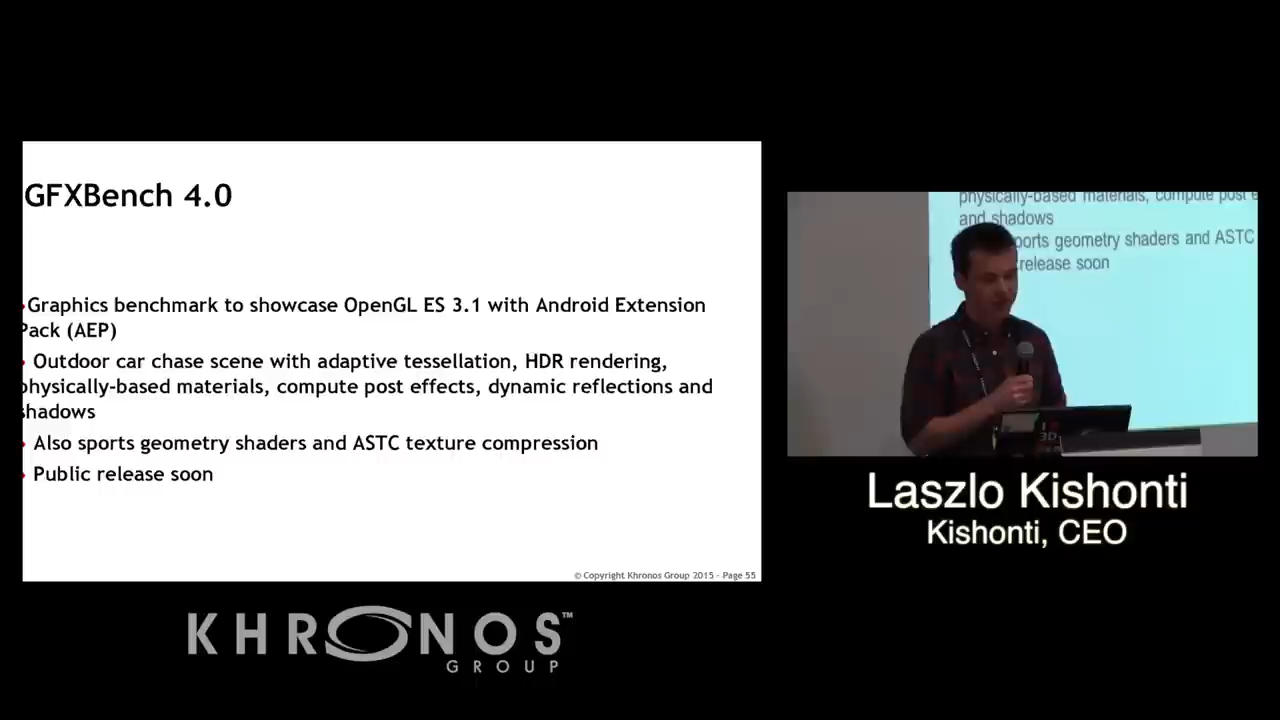 GFXBench 4.0
•Graphics benchmark to showcase OpenGL ES 3.1 with Android Extension
Pack (AEP)
• Outdoor car chase scene with adaptive tessellation, HDR rendering,
physically-based materials, compute post effects, dynamic reflections and
shadows
• Also sports geometry shaders and ASTC texture compression
• Public release soon
© Copyright Khronos Group 2015 - Page 55
physically-based materials, compute post
and shadows
ports geometry shaders and ASTC
release soon
3D
Laszlo Kishonti
Kishonti, CEO
KHRONOS™
GROUP